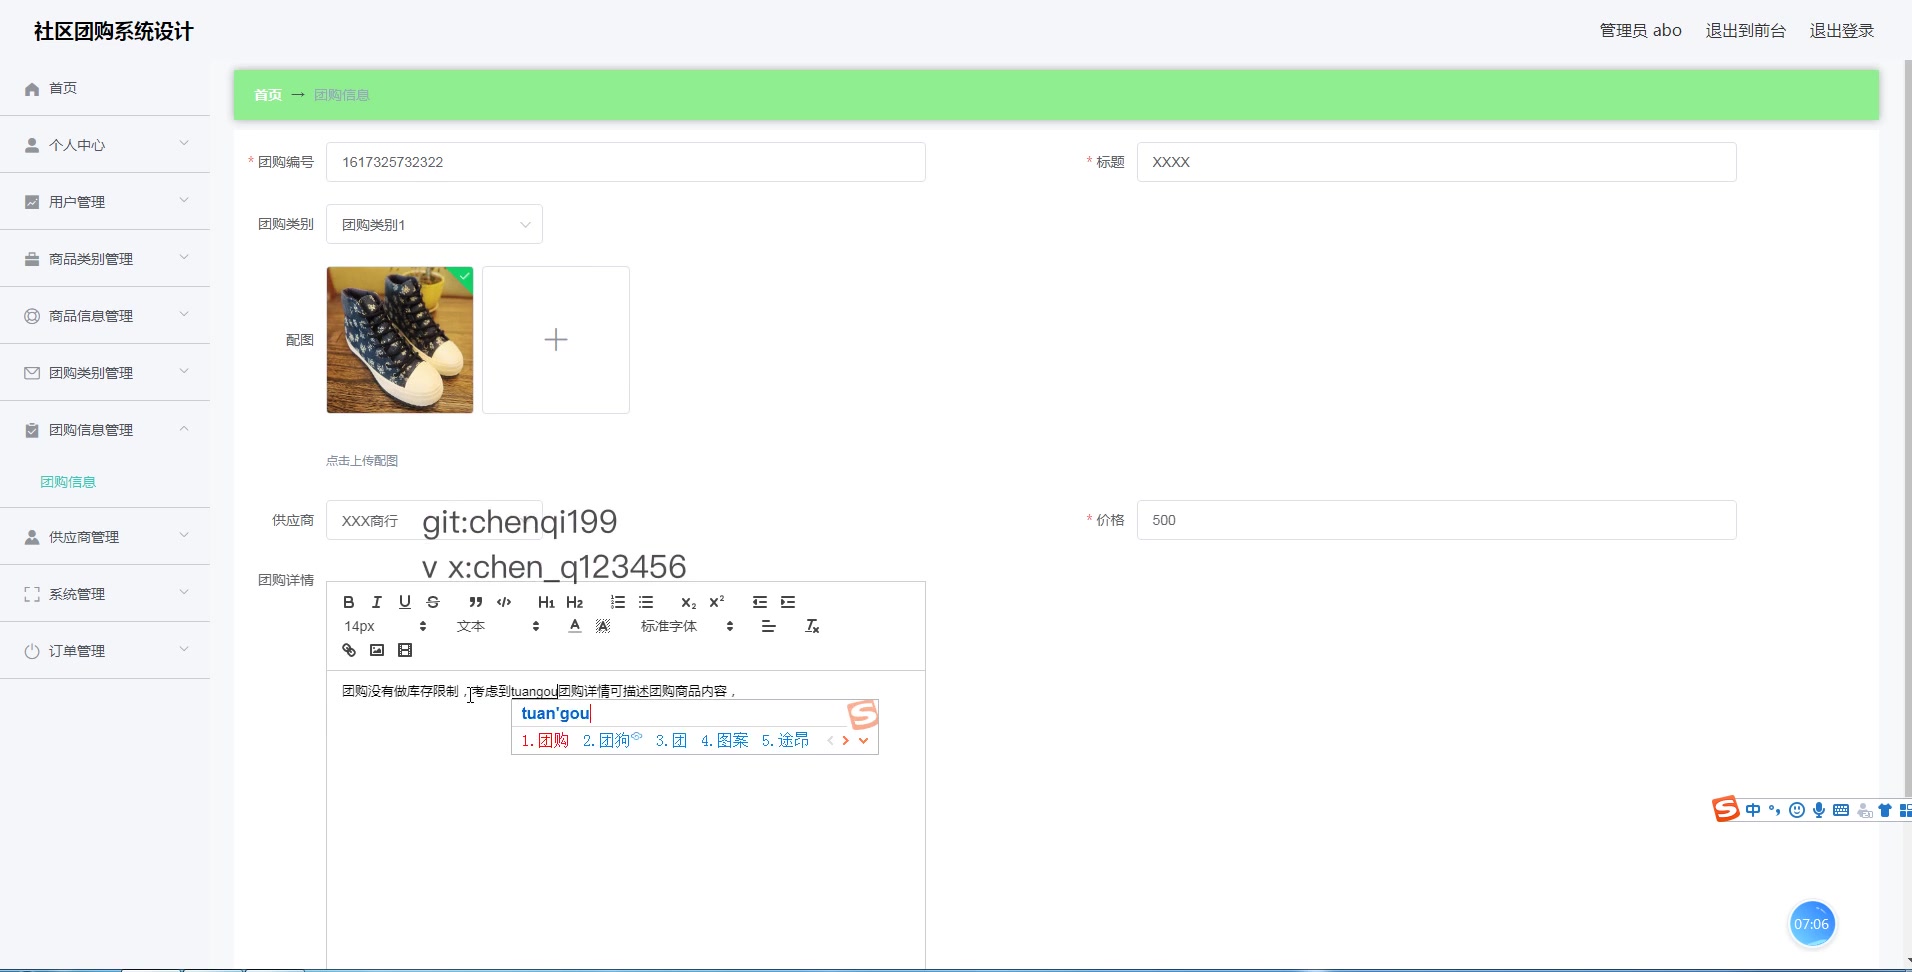 社区团购系统设计
管理员 abo 退出到前台 退出登录
首页
个人中心
用户管理
商品类别管理
商品信息管理
团购类别管理
团购信息管理
团购信息
供应商管理
系统管理
订单管理
首页 → 团购信息
* 团购编号 1617325732322
* 标题 XXXX
团购类别 团购类别1
配图
点击上传配图
供应商 XXX商行
* 价格 500
git:chenqi199
v x:chen_q123456
团购详情
B I U S H1 H2 x2 x2
14px 文本 A A 标准字体 Tx
团购没有做库存限制，考虑到tuangou团购详情可描述团购商品内容，
tuan'gou
1.团购 2.团狗 3.团 4.图案 5.途昂
S 中
07:06